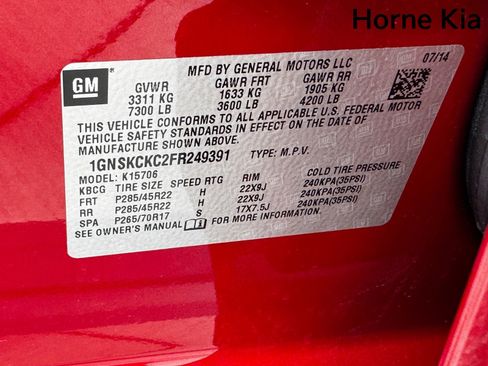 Horne Kia
GM
MFD BY GENERAL MOTORS LLC
07/14
GVWR GAWR FRT GAWR RR
3311 KG 1633 KG 1905 KG
7300 LB 3600 LB 4200 LB
THIS VEHICLE CONFORMS TO ALL APPLICABLE U.S. FEDERAL MOTOR
VEHICLE SAFETY STANDARDS IN EFFECT ON THE DATE OF
MANUFACTURE SHOWN ABOVE.
1GNSKCKC2FR249391 TYPE: M.P.V.
MODEL: K15706
KBCG TIRE SIZE SPEED RTG RIM COLD TIRE PRESSURE
FRT P285/45R22 H 22X9J 240KPA(35PSI)
RR P285/45R22 H 22X9J 240KPA(35PSI)
SPA P265/70R17 S 17X7.5J 240KPA(35PSI)
SEE OWNER'S MANUAL